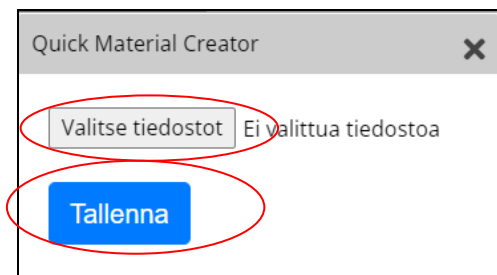 Quick Material Creator
Valitse tiedostot Ei valittua tiedostoa
Tallenna